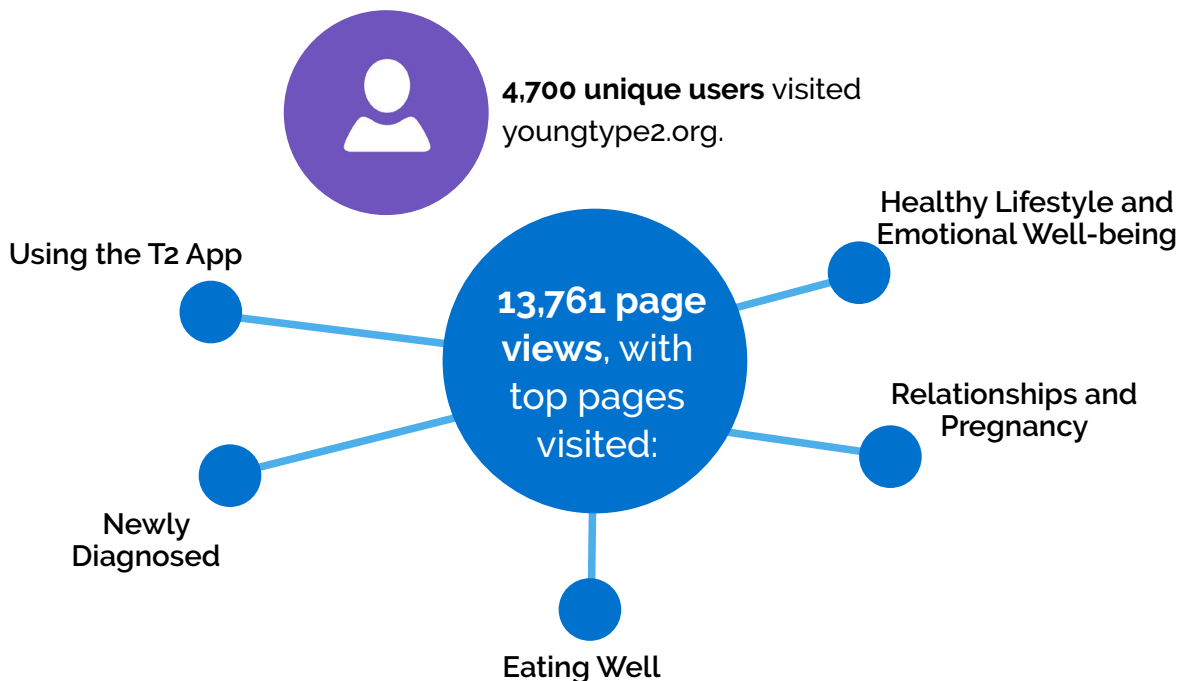 4,700 unique users visited
youngtype2.org.
Healthy Lifestyle and
Emotional Well-being
Using the T2 App
13,761 page
views, with
top pages
visited:
Relationships and
Pregnancy
Newly
Diagnosed
Eating Well